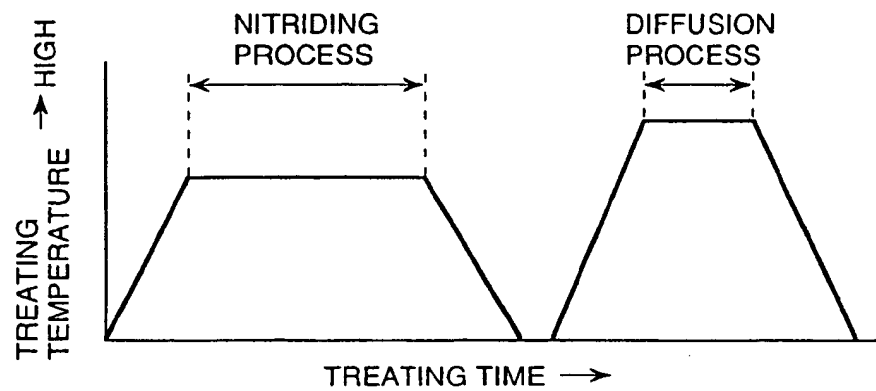 NITRIDING
PROCESS
DIFFUSION
PROCESS
TREATING
TEMPERATURE → HIGH
TREATING TIME →